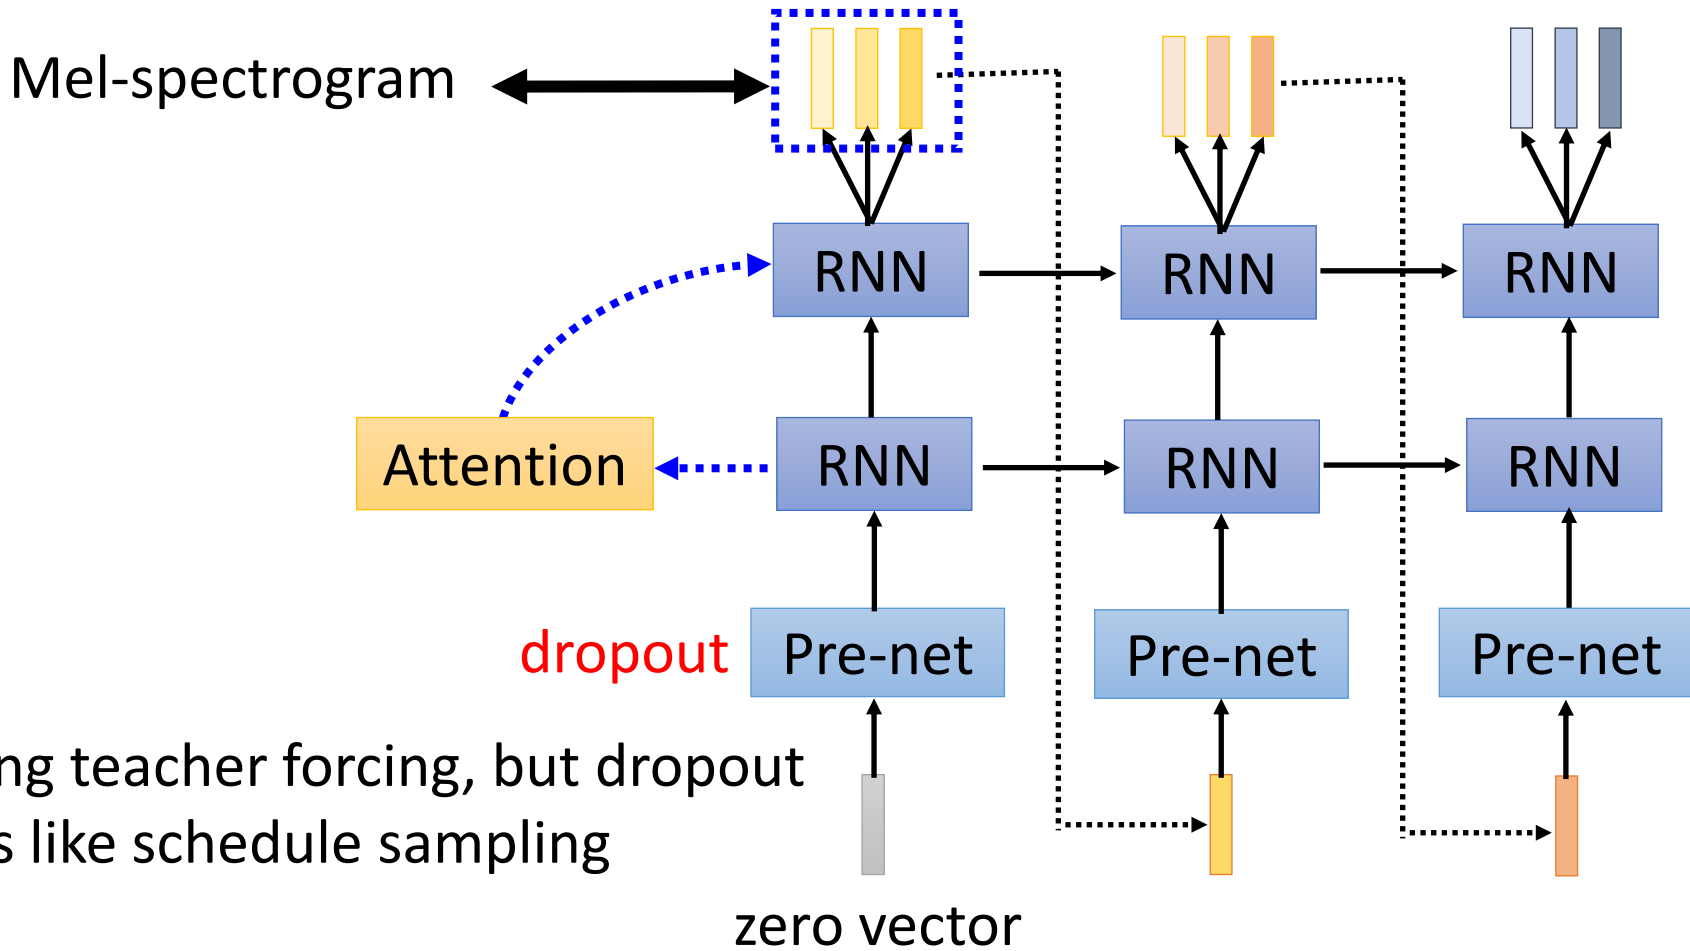 Mel-spectrogram
RNN RNN RNN
Attention RNN RNN RNN
dropout Pre-net Pre-net Pre-net
ng teacher forcing, but dropout
s like schedule sampling
zero vector